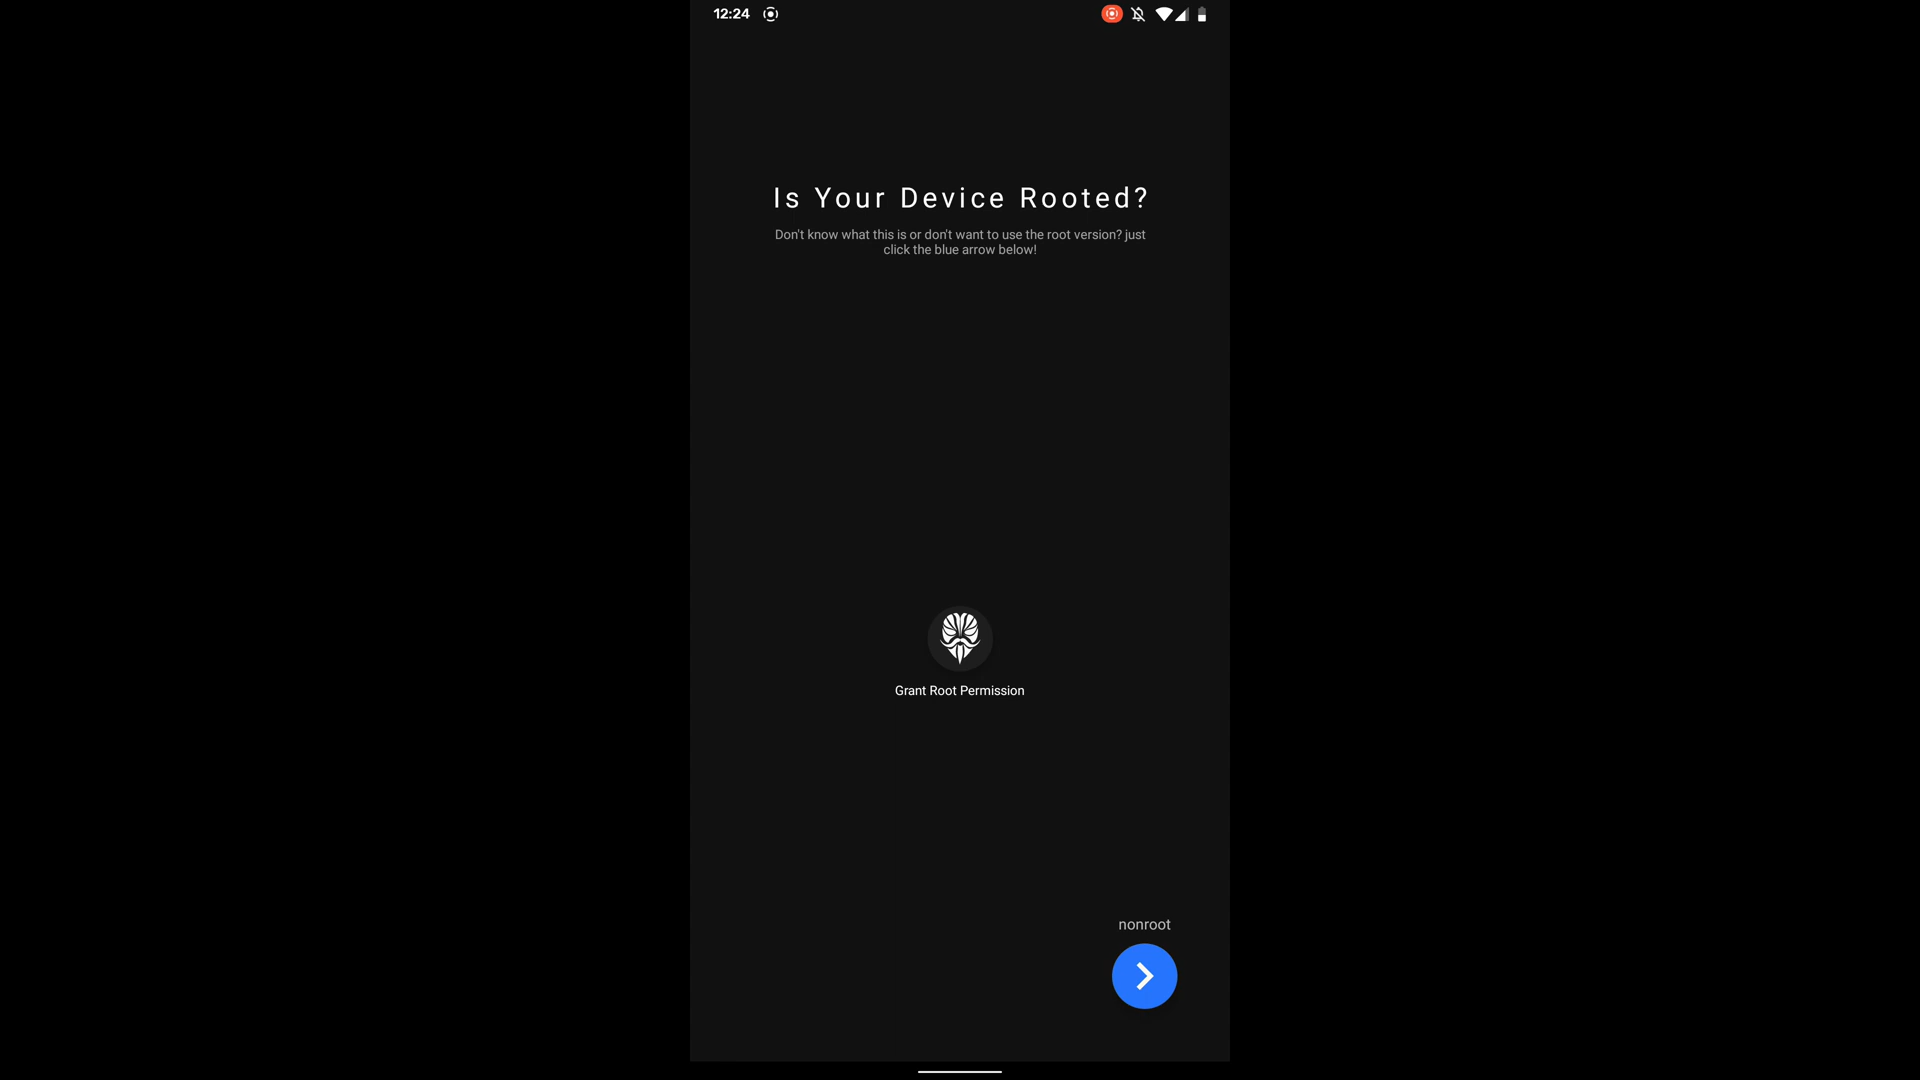 12:24
Is Your Device Rooted?
Don't know what this is or don't want to use the root version? just
click the blue arrow below!
Grant Root Permission
nonroot